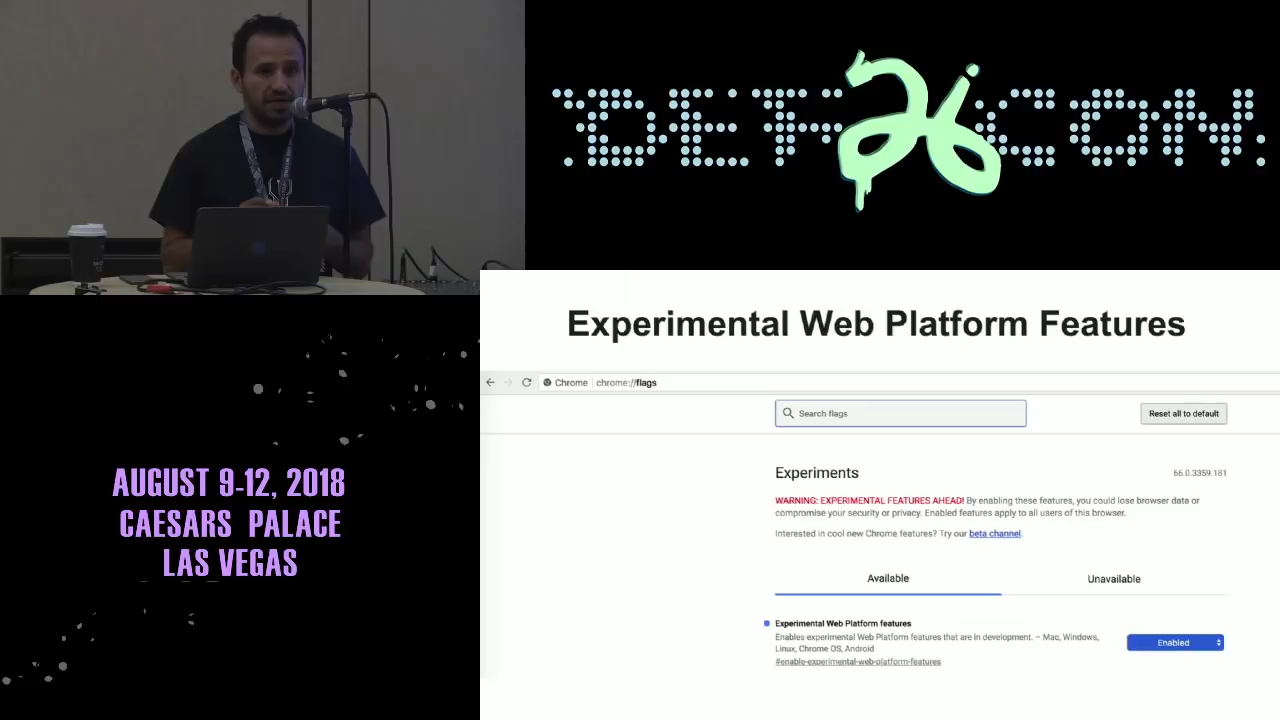 DEF 26 CON
AUGUST 9-12, 2018
CAESARS PALACE
LAS VEGAS
Experimental Web Platform Features
Chrome | chrome://flags
Search flags
Reset all to default
Experiments
66.0.3359.181
WARNING: EXPERIMENTAL FEATURES AHEAD! By enabling these features, you could lose browser data or
compromise your security or privacy. Enabled features apply to all users of this browser.
Interested in cool new Chrome features? Try our beta channel.
Available
Unavailable
Experimental Web Platform features
Enables experimental Web Platform features that are in development. – Mac, Windows,
Linux, Chrome OS, Android
#enable-experimental-web-platform-features
Enabled